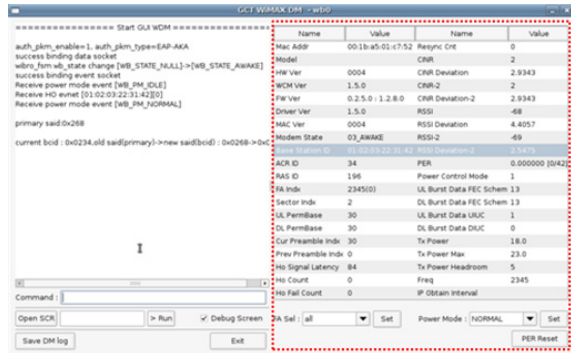 GCT WiMAX DM - wb0
================= Start GUI WDM =================
auth_pkm_enable=1, auth_pkm_type=EAP-AKA
success binding data socket
wibro_fsm wb_state change [WB_STATE_NULL]->[WB_STATE_AWAKE]
success binding event socket
Receive power mode event [WB_PM_IDLE]
Receive HO evnet [01:02:03:22:31:42][0]
Receive power mode event [WB_PM_NORMAL]
primary said:0x268
current bcid : 0x0234,old said(primary)->new said(bcid) : 0x0268->0x0
Command :
Open SCR > Run Debug Screen
Save DM log Exit
Name Value Name Value
Mac Addr 00:1b:a5:01:c7:52 Resync Cnt 0
Model CINR 2
HW Ver 0004 CINR Deviation 2.9343
WCM Ver 1.5.0 CINR-2 2
FW Ver 0.2.5.0 : 1.2.8.0 CINR Deviation-2 2.9343
Driver Ver 1.5.0 RSSI -68
MAC Ver 0004 RSSI Deviation 4.4057
Modem State 03_AWAKE RSSI-2 -69
Base Station ID 01:02:03:22:31:42 RSSI Deviation-2 2.5475
ACR ID 34 PER 0.000000 [0/42]
RAS ID 196 Power Control Mode 1
FA Indx 2345(0) UL Burst Data FEC Schem 13
Sector Indx 2 DL Burst Data FEC Schem 13
UL PermBase 30 UL Burst Data UIUC 1
DL PermBase 30 DL Burst Data DIUC 0
Cur Preamble Indx 30 Tx Power 18.0
Prev Preamble Indx 0 Tx Power Max 23.0
Ho Signal Latency 84 Tx Power Headroom 5
Ho Count 0 Freq 2345
Ho Fail Count 0 IP Obtain Interval
FA Sel : all Set Power Mode : NORMAL Set
PER Reset